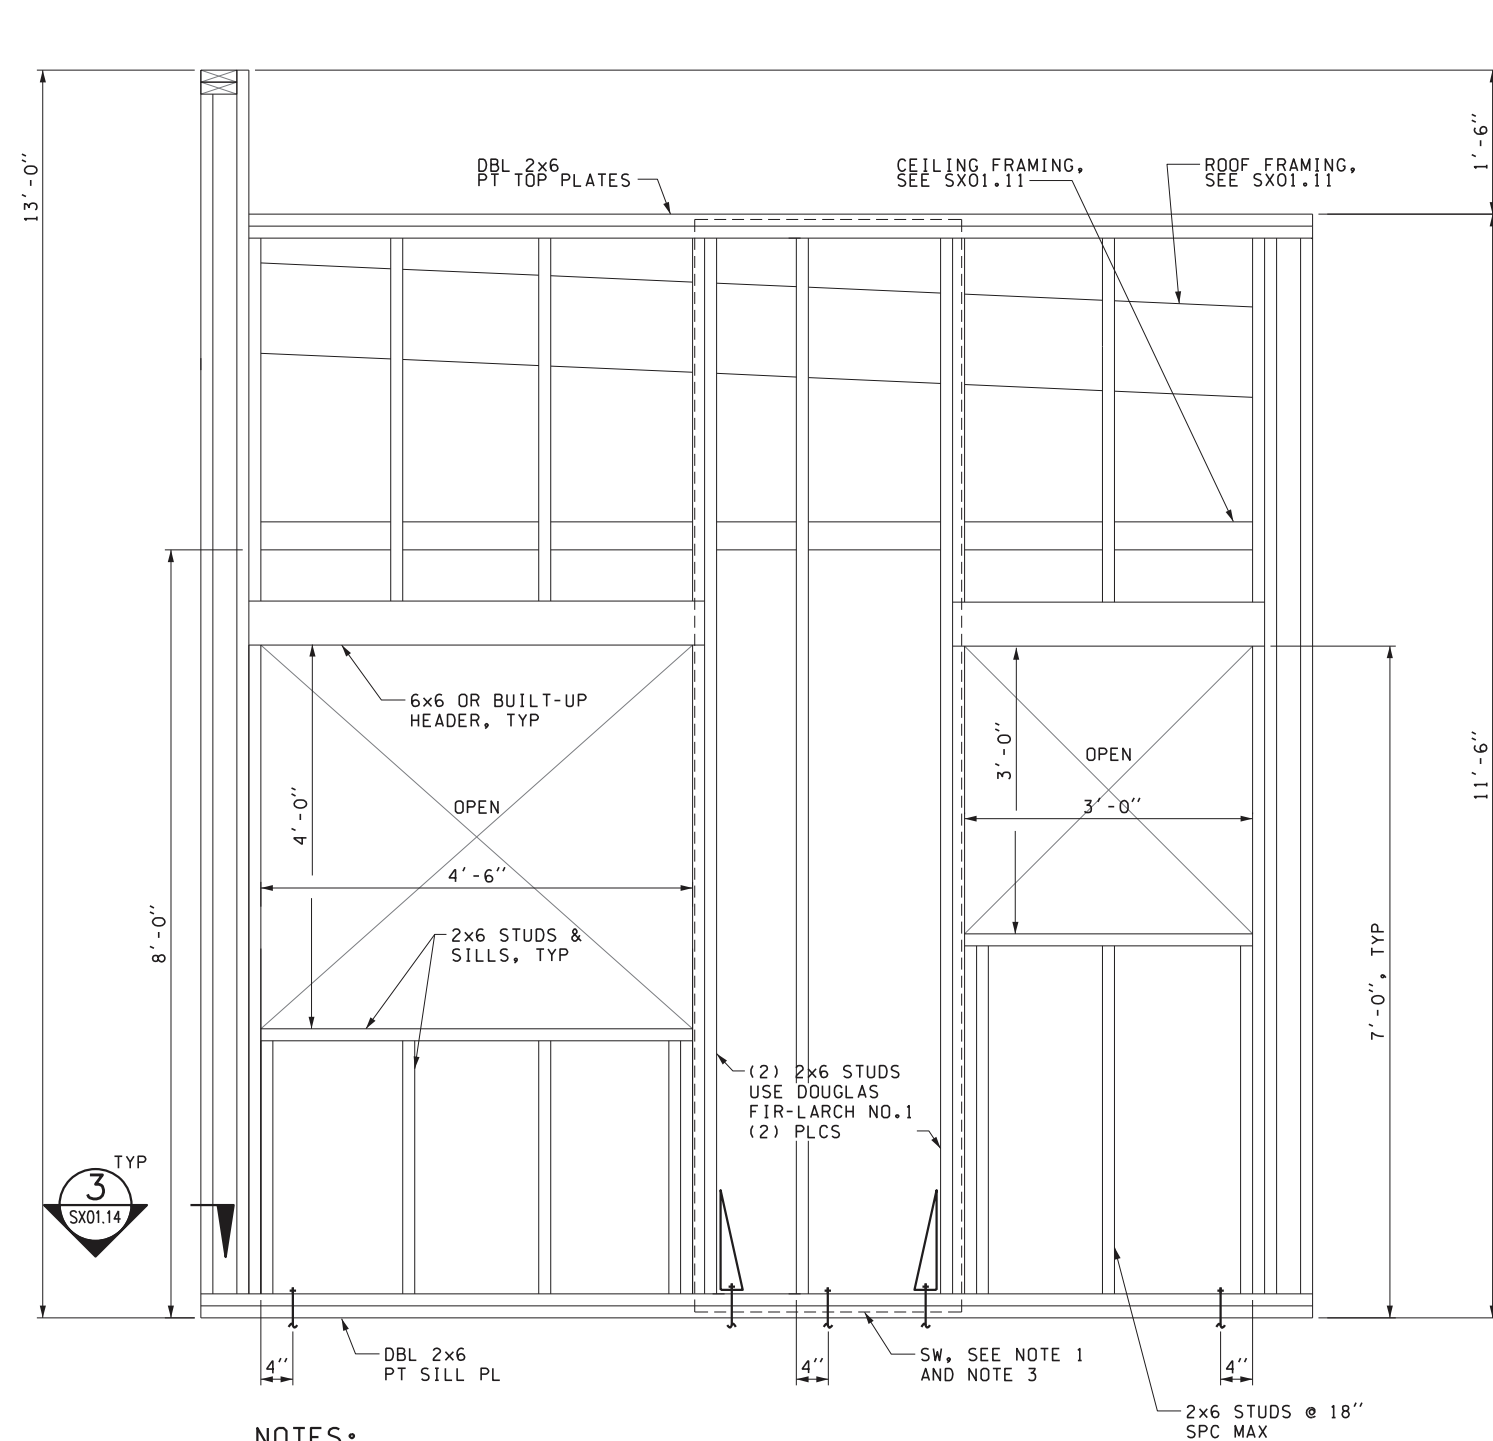 DBL 2x6
PT TOP PLATES
CEILING FRAMING,
SEE SX01.11
ROOF FRAMING,
SEE SX01.11
13'-0"
1'-6"
6x6 OR BUILT-UP
HEADER, TYP
OPEN
4'-0"
4'-6"
OPEN
3'-0"
3'-0"
11'-6"
8'-0"
2x6 STUDS &
SILLS, TYP
7'-0", TYP
(2) 2x6 STUDS
USE DOUGLAS
FIR-LARCH NO.1
(2) PLCS
TYP
3
SX01.14
DBL 2x6
PT SILL PL
4"
4"
4"
SW, SEE NOTE 1
AND NOTE 3
2x6 STUDS @ 18"
SPC MAX
NOTES: